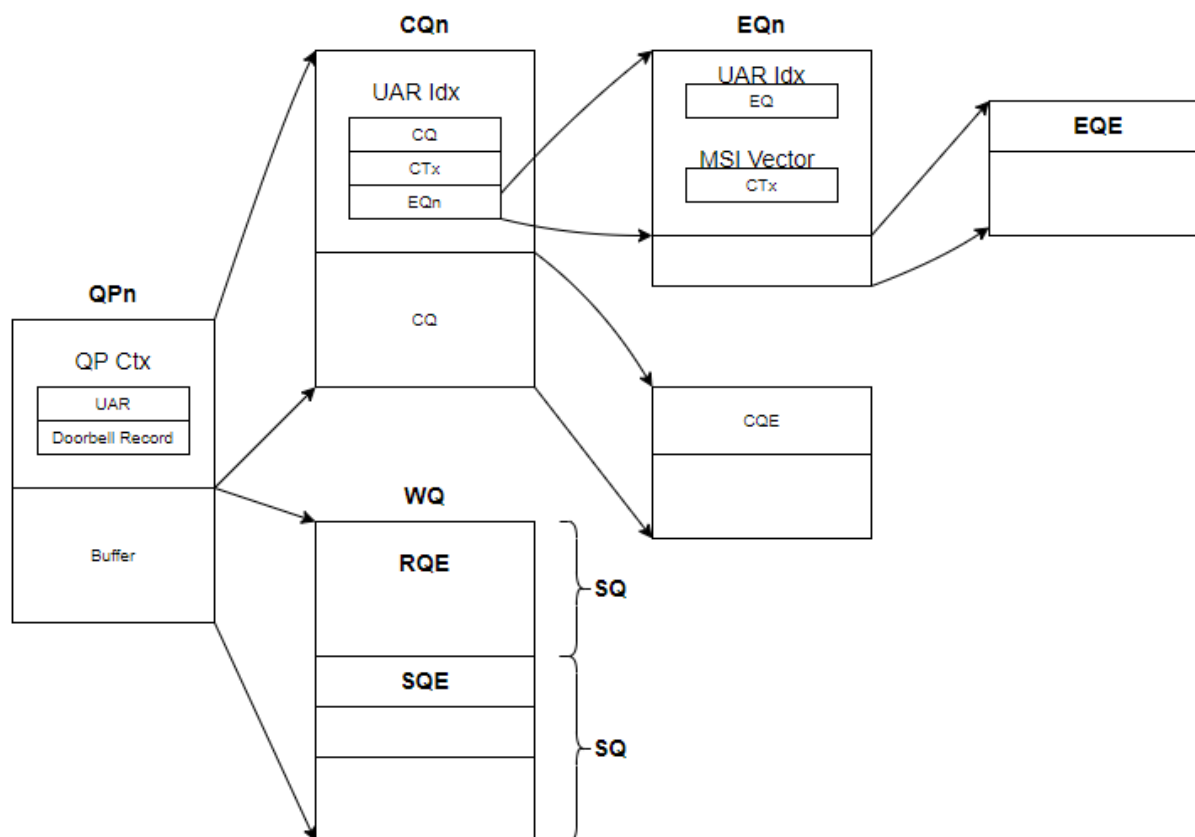 CQn
UAR Idx
CQ
CTx
EQn
CQ
EQn
UAR Idx
EQ
MSI Vector
CTx
EQE
QPn
QP Ctx
UAR
Doorbell Record
Buffer
CQE
WQ
RQE
SQ
SQE
SQ